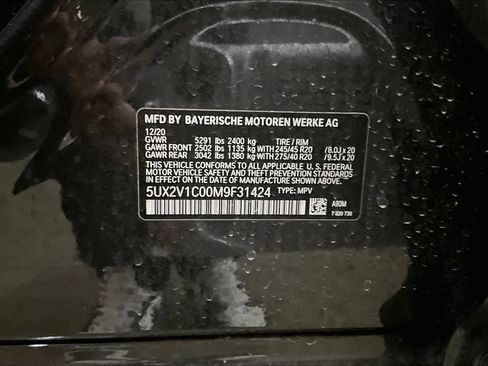 MFD BY BAYERISCHE MOTOREN WERKE AG
12/20
GVWR 5291 lbs 2400 kg TIRE / RIM
GAWR FRONT 2502 lbs 1135 kg WITH 245/45 R20 /8.0J x 20
GAWR REAR 3042 lbs 1380 kg WITH 275/40 R20 /9.5J x 20
THIS VEHICLE CONFORMS TO ALL APPLICABLE U.S. FEDERAL
MOTOR VEHICLE SAFETY AND THEFT PREVENTION STANDARDS
IN EFFECT ON THE DATE OF MANUFACTURE SHOWN ABOVE.
5UX2V1C00M9F31424 TYPE: MPV
A90M
7 920 730